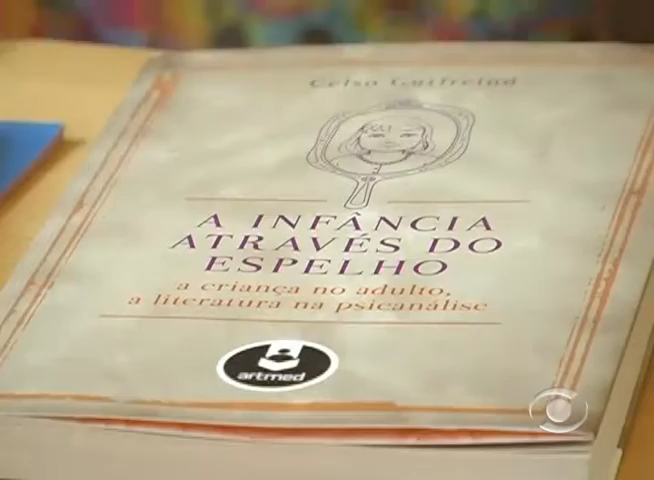 Celso Gutfreind
A INFÂNCIA
ATRAVÉS DO
ESPELHO
a criança no adulto,
a literatura na psicanálise
artmed